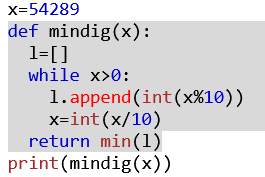 x=54289
def mindig(x):
  l=[]
  while x>0:
    l.append(int(x%10))
    x=int(x/10)
  return min(l)
print(mindig(x))